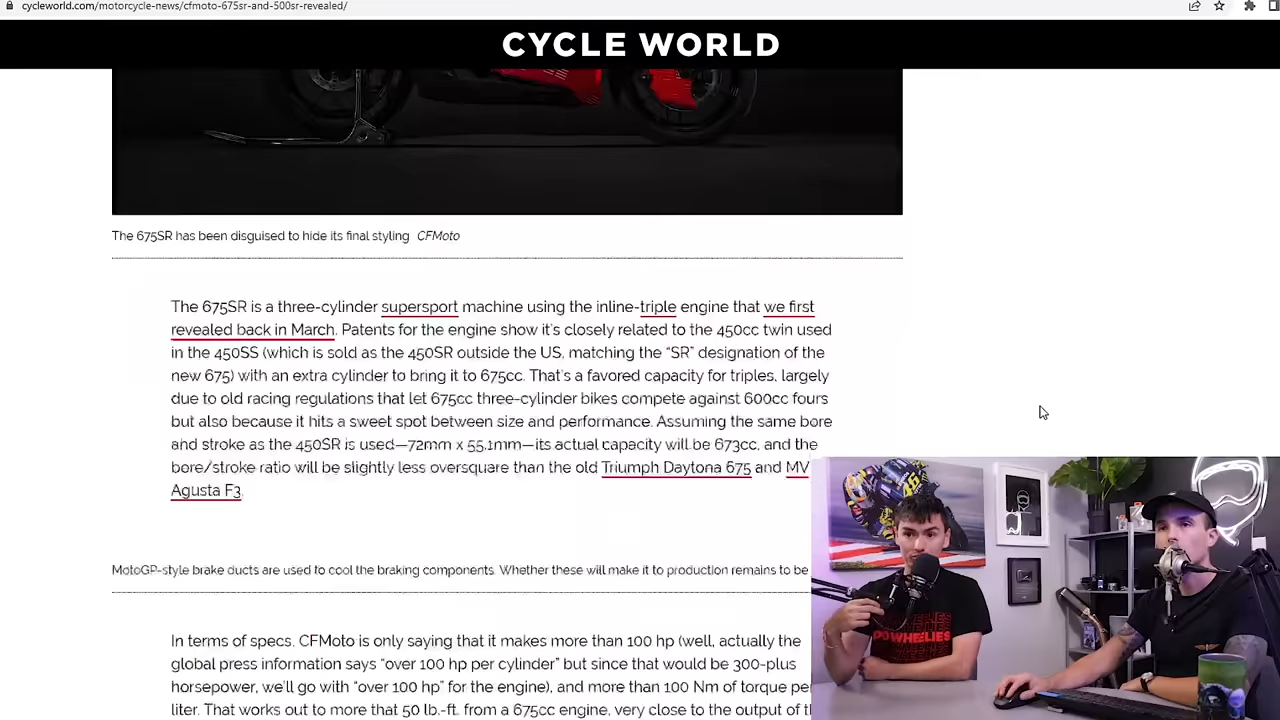 cycleworld.com/motorcycle-news/cfmoto-675sr-and-500sr-revealed/
CYCLE WORLD
The 675SR has been disguised to hide its final styling CFMoto
The 675SR is a three-cylinder supersport machine using the inline-triple engine that we first
revealed back in March. Patents for the engine show it's closely related to the 450cc twin used
in the 450SS (which is sold as the 450SR outside the US, matching the “SR” designation of the
new 675) with an extra cylinder to bring it to 675cc. That's a favored capacity for triples, largely
due to old racing regulations that let 675cc three-cylinder bikes compete against 600cc fours
but also because it hits a sweet spot between size and performance. Assuming the same bore
and stroke as the 450SR is used—72mm x 55.1mm—its actual capacity will be 673cc, and the
bore/stroke ratio will be slightly less oversquare than the old Triumph Daytona 675 and MV
Agusta F3.
MotoGP-style brake ducts are used to cool the braking components. Whether these will make it to production remains to be
In terms of specs, CFMoto is only saying that it makes more than 100 hp (well, actually the
global press information says “over 100 hp per cylinder” but since that would be 300-plus
horsepower, we'll go with “over 100 hp” for the engine), and more than 100 Nm of torque per
liter. That works out to more that 50 lb.-ft. from a 675cc engine, very close to the output of
46
WHEELIES